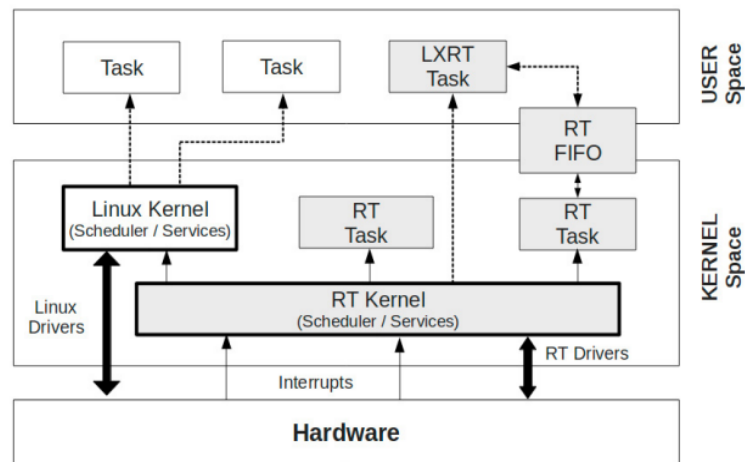 Task
Task
LXRT
Task
USER
Space
RT
FIFO
Linux Kernel
(Scheduler / Services)
RT
Task
RT
Task
KERNEL
Space
RT Kernel
(Scheduler / Services)
Linux
Drivers
RT Drivers
Interrupts
Hardware